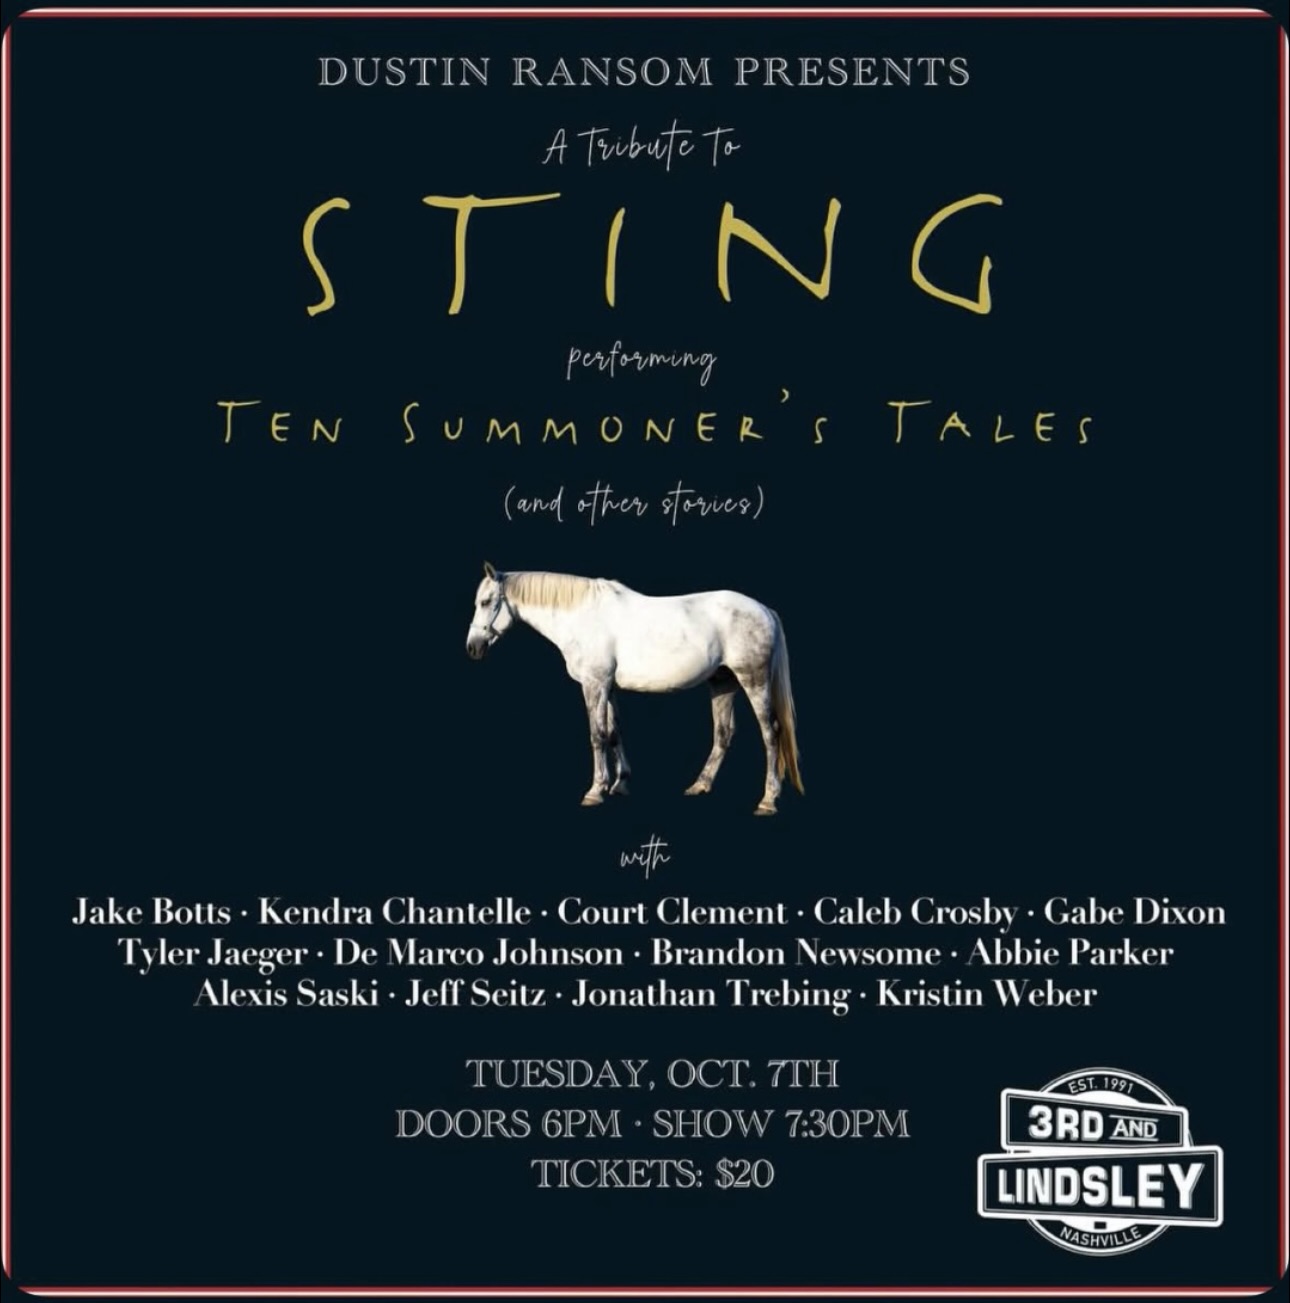 DUSTIN RANSOM PRESENTS
A Tribute To
STING
performing
TEN SUMMONER'S TALES
(and other stories)
with
Jake Botts · Kendra Chantelle · Court Clement · Caleb Crosby · Gabe Dixon
Tyler Jaeger · De Marco Johnson · Brandon Newsome · Abbie Parker
Alexis Saski · Jeff Seitz · Jonathan Trebing · Kristin Weber
TUESDAY, OCT. 7TH
DOORS 6PM · SHOW 7:30PM
TICKETS: $20
EST. 1991
3RD AND
LINDSLEY
NASHVILLE